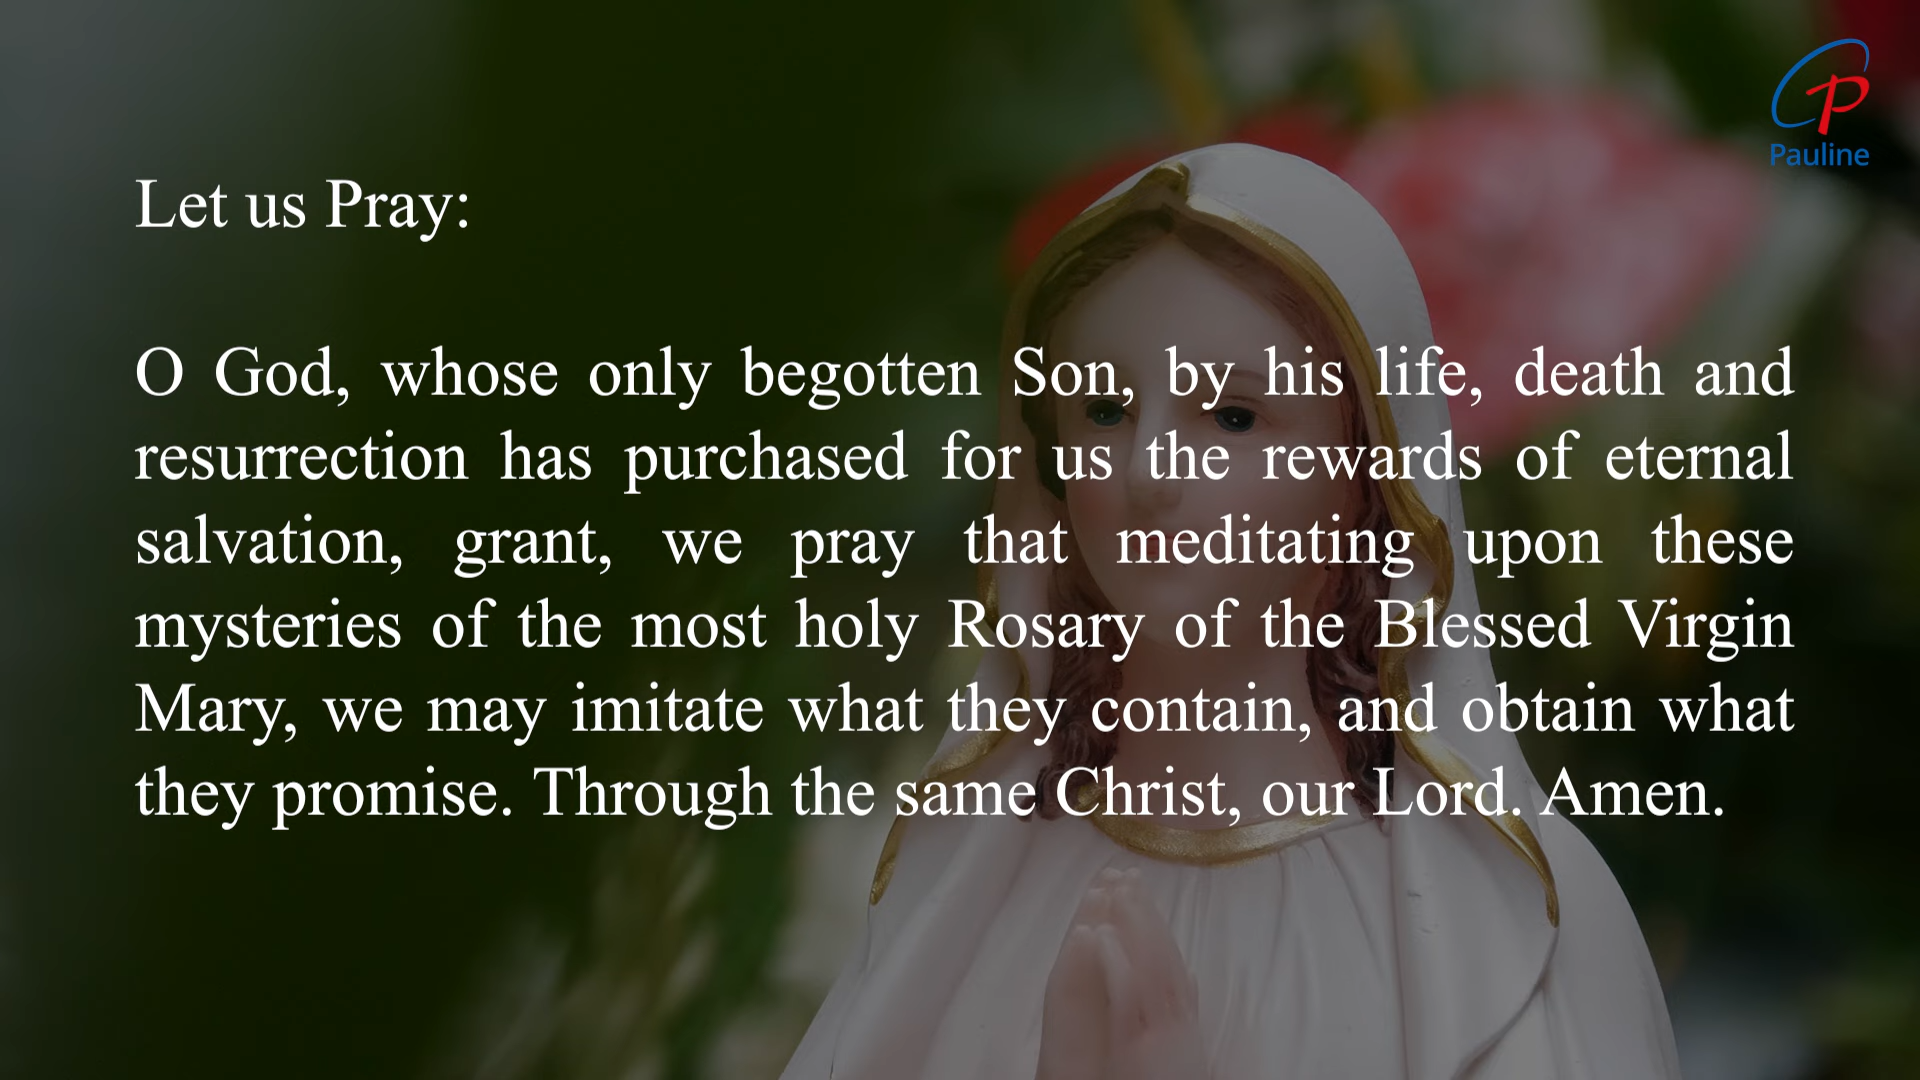 Pauline
Let us Pray:
O God, whose only begotten Son, by his life, death and
resurrection has purchased for us the rewards of eternal
salvation, grant, we pray that meditating upon these
mysteries of the most holy Rosary of the Blessed Virgin
Mary, we may imitate what they contain, and obtain what
they promise. Through the same Christ, our Lord. Amen.